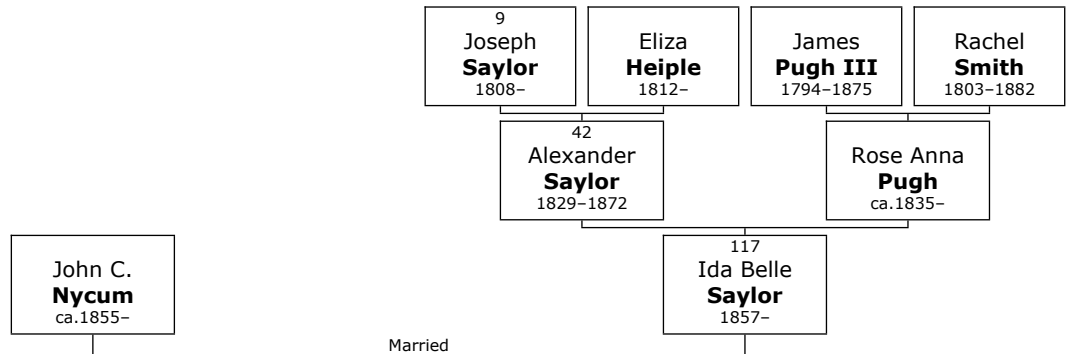 9
Joseph
Saylor
1808–
Eliza
Heiple
1812–
James
Pugh III
1794–1875
Rachel
Smith
1803–1882
42
Alexander
Saylor
1829–1872
Rose Anna
Pugh
ca.1835–
John C.
Nycum
ca.1855–
117
Ida Belle
Saylor
1857–
Married